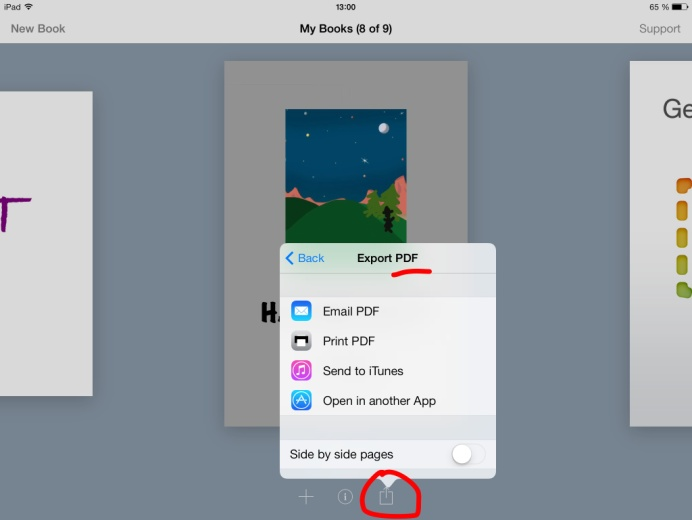 iPad 13:00 65 %
New Book My Books (8 of 9) Support
Ge
T
Back Export PDF
Email PDF
Print PDF
Send to iTunes
Open in another App
Side by side pages